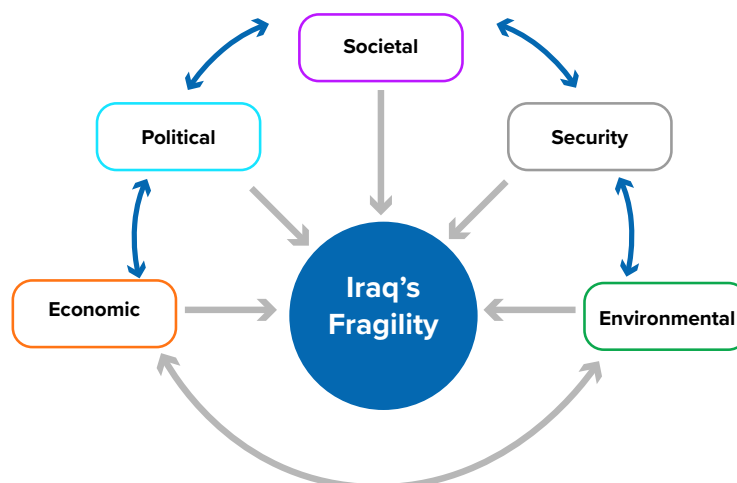 Societal
Political
Security
Iraq’s
Fragility
Economic
Environmental